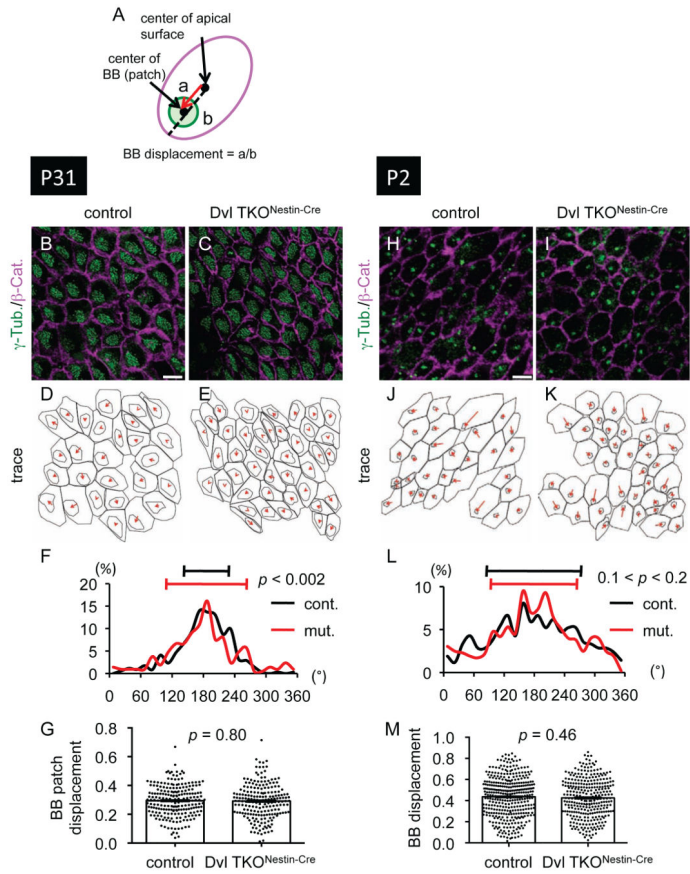 A
center of apical
surface
center of
BB (patch)
a
b
BB displacement = a/b
P31
P2
control
Dvl TKO^Nestin-Cre
control
Dvl TKO^Nestin-Cre
γ-Tub./β-Cat.
B
C
γ-Tub./β-Cat.
H
I
trace
D
E
trace
J
K
F
(%)
p < 0.002
20
15
10
5
0
cont.
mut.
0 60 120 180 240 300 360
(°)
L
(%)
0.1 < p < 0.2
10
5
0
cont.
mut.
0 60 120 180 240 300 360
(°)
G
p = 0.80
BB patch
displacement
0.8
0.6
0.4
0.2
0.0
control Dvl TKO^Nestin-Cre
M
p = 0.46
BB displacement
1.0
0.8
0.6
0.4
0.2
0.0
control Dvl TKO^Nestin-Cre